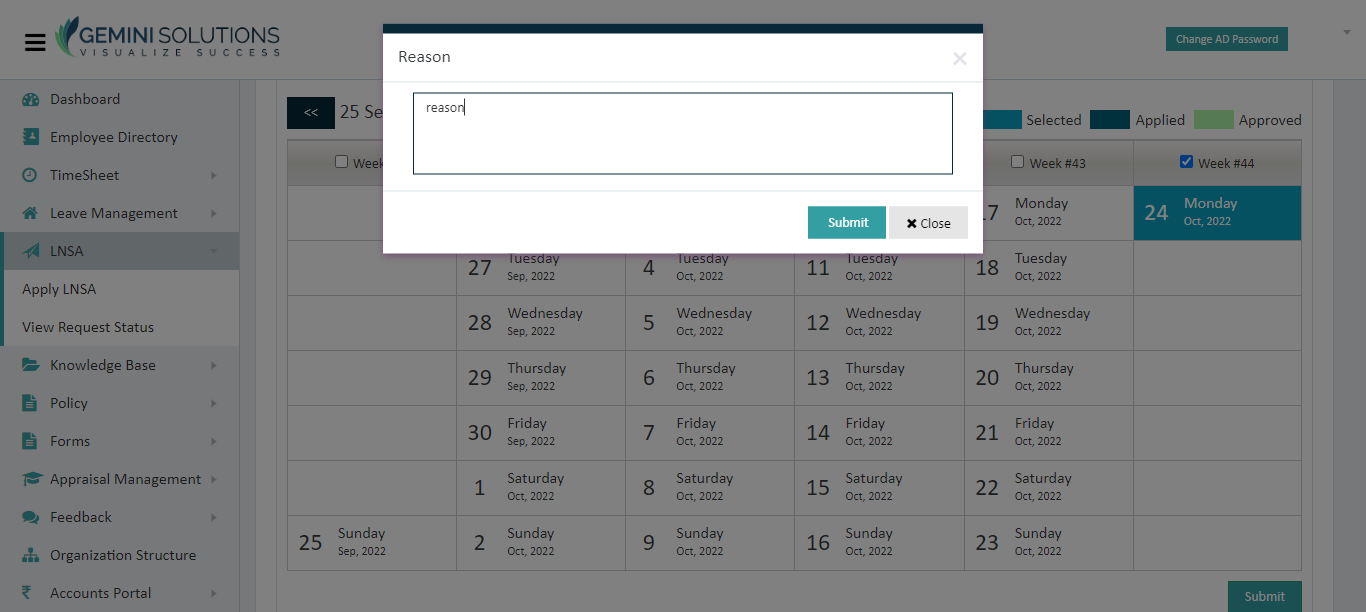 GEMINI SOLUTIONS
VISUALIZE SUCCESS
Reason
×
Change AD Password
reason
Submit
Close
Dashboard
Employee Directory
TimeSheet
Leave Management
LNSA
Apply LNSA
View Request Status
Knowledge Base
Policy
Forms
Appraisal Management
Feedback
Organization Structure
Accounts Portal
<< 25 Se
Selected Applied Approved
Week Week #43 Week #44
17 Monday Oct, 2022 24 Monday Oct, 2022
27 Tuesday Sep, 2022 4 Tuesday Oct, 2022 11 Tuesday Oct, 2022 18 Tuesday Oct, 2022
28 Wednesday Sep, 2022 5 Wednesday Oct, 2022 12 Wednesday Oct, 2022 19 Wednesday Oct, 2022
29 Thursday Sep, 2022 6 Thursday Oct, 2022 13 Thursday Oct, 2022 20 Thursday Oct, 2022
30 Friday Sep, 2022 7 Friday Oct, 2022 14 Friday Oct, 2022 21 Friday Oct, 2022
1 Saturday Oct, 2022 8 Saturday Oct, 2022 15 Saturday Oct, 2022 22 Saturday Oct, 2022
25 Sunday Sep, 2022 2 Sunday Oct, 2022 9 Sunday Oct, 2022 16 Sunday Oct, 2022 23 Sunday Oct, 2022
Submit